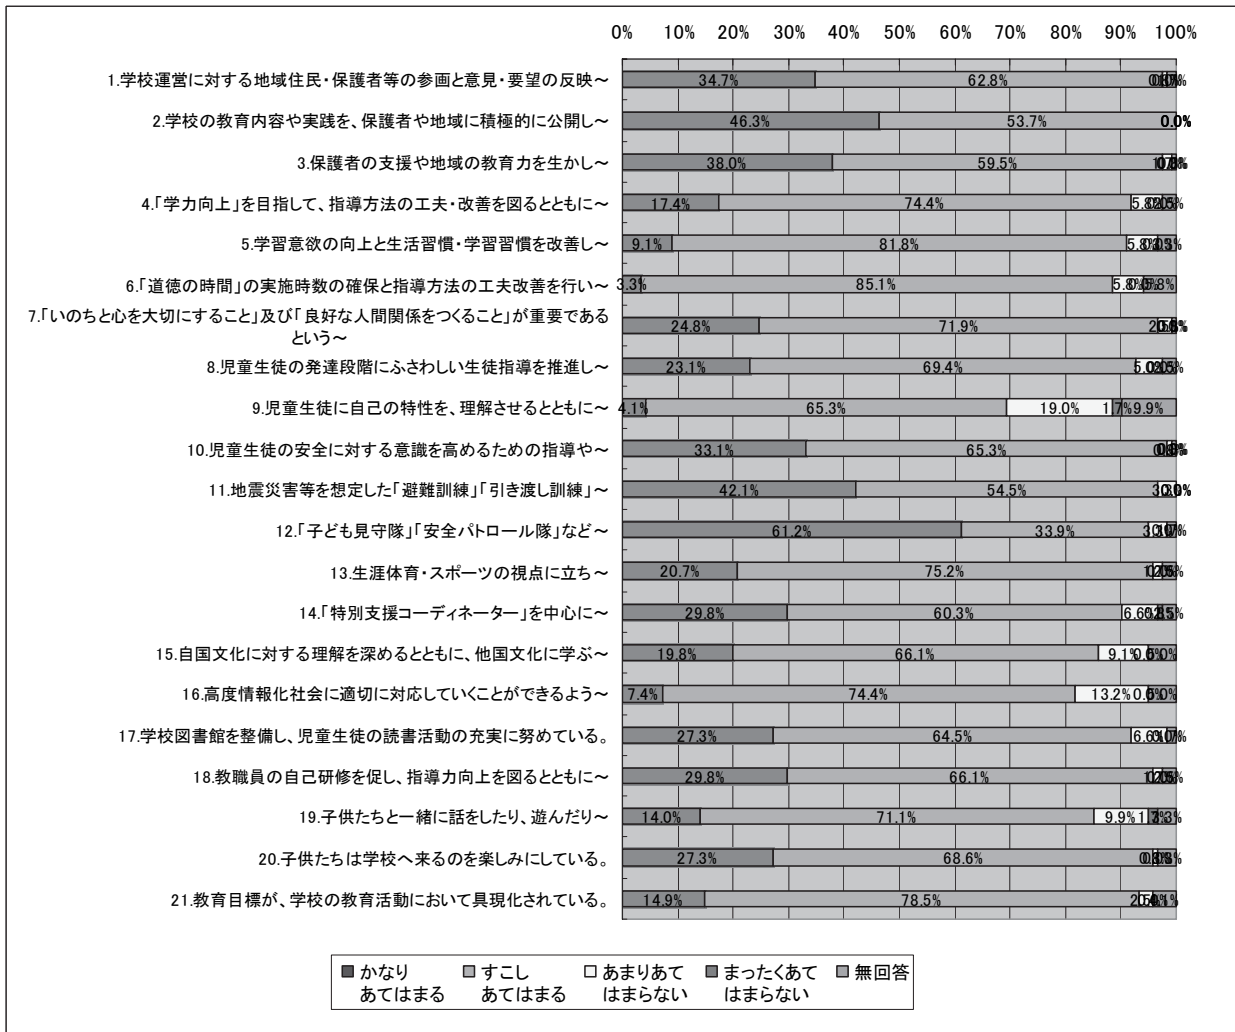 0% 10% 20% 30% 40% 50% 60% 70% 80% 90% 100%
1.学校運営に対する地域住民・保護者等の参画と意見・要望の反映～ 34.7% 62.8%
2.学校の教育内容や実践を、保護者や地域に積極的に公開し～ 46.3% 53.7% 0.0%
3.保護者の支援や地域の教育力を生かし～ 38.0% 59.5%
4.「学力向上」を目指して、指導方法の工夫・改善を図るとともに～ 17.4% 74.4%
5.学習意欲の向上と生活習慣・学習習慣を改善し～ 9.1% 81.8%
6.「道徳の時間」の実施時数の確保と指導方法の工夫改善を行い～ 3.3% 85.1%
7.「いのちと心を大切にすること」及び「良好な人間関係をつくること」が重要である
という～ 24.8% 71.9%
8.児童生徒の発達段階にふさわしい生徒指導を推進し～ 23.1% 69.4%
9.児童生徒に自己の特性を、理解させるとともに～ 4.1% 65.3% 19.0% 1.7% 9.9%
10.児童生徒の安全に対する意識を高めるための指導や～ 33.1% 65.3%
11.地震災害等を想定した「避難訓練」「引き渡し訓練」～ 42.1% 54.5%
12.「子ども見守隊」「安全パトロール隊」など～ 61.2% 33.9%
13.生涯体育・スポーツの視点に立ち～ 20.7% 75.2%
14.「特別支援コーディネーター」を中心に～ 29.8% 60.3%
15.自国文化に対する理解を深めるとともに、他国文化に学ぶ～ 19.8% 66.1% 9.1%
16.高度情報化社会に適切に対応していくことができるよう～ 7.4% 74.4% 13.2%
17.学校図書館を整備し、児童生徒の読書活動の充実に努めている。 27.3% 64.5%
18.教職員の自己研修を促し、指導力向上を図るとともに～ 29.8% 66.1%
19.子供たちと一緒に話をしたり、遊んだり～ 14.0% 71.1% 9.9%
20.子供たちは学校へ来るのを楽しみにしている。 27.3% 68.6%
21.教育目標が、学校の教育活動において具現化されている。 14.9% 78.5%
かなり すこし あまりあて まったくあて 無回答
あてはまる あてはまる はまらない はまらない